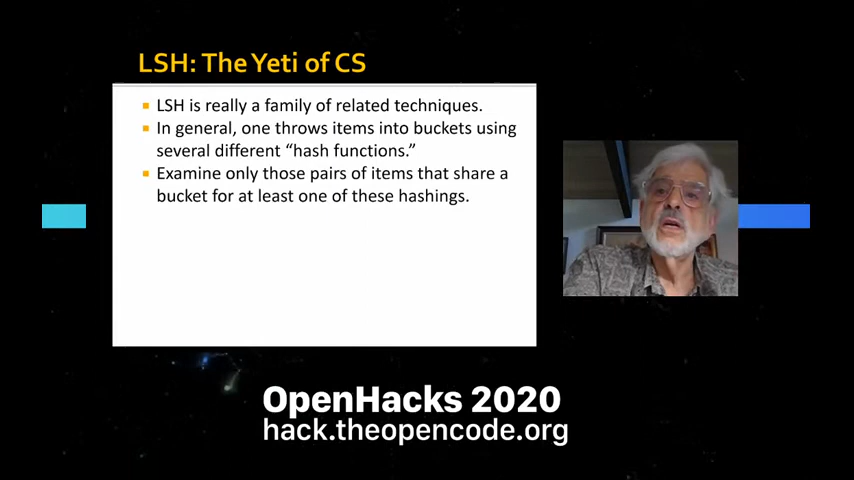 LSH: The Yeti of CS
LSH is really a family of related techniques.
In general, one throws items into buckets using
several different “hash functions.”
Examine only those pairs of items that share a
bucket for at least one of these hashings.
OpenHacks 2020
hack.theopencode.org